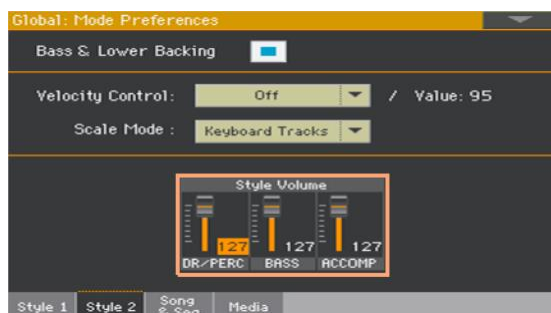 Global: Mode Preferences
Bass & Lower Backing
Velocity Control: Off / Value: 95
Scale Mode : Keyboard Tracks
Style Volume
127 127 127
DR/PERC BASS ACCOMP
Style 1 Style 2 Song & Seq Media